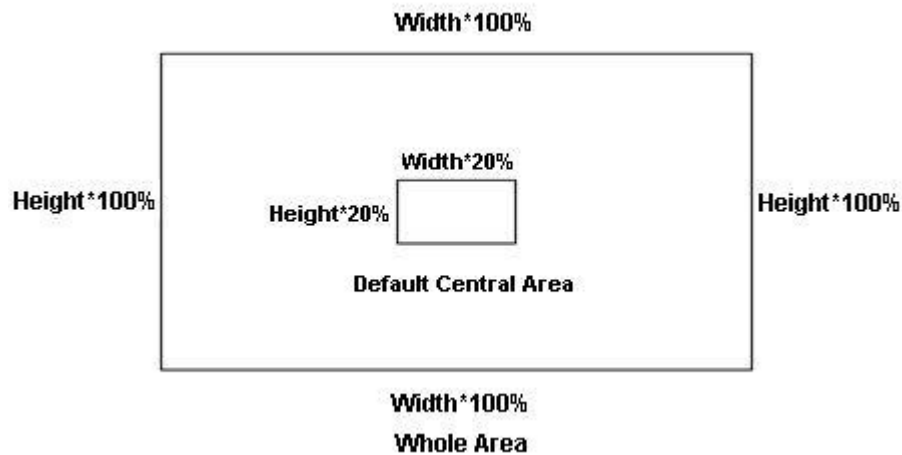 Width*100%
Width*20%
Height*100%
Height*20%
Height*100%
Default Central Area
Width*100%
Whole Area